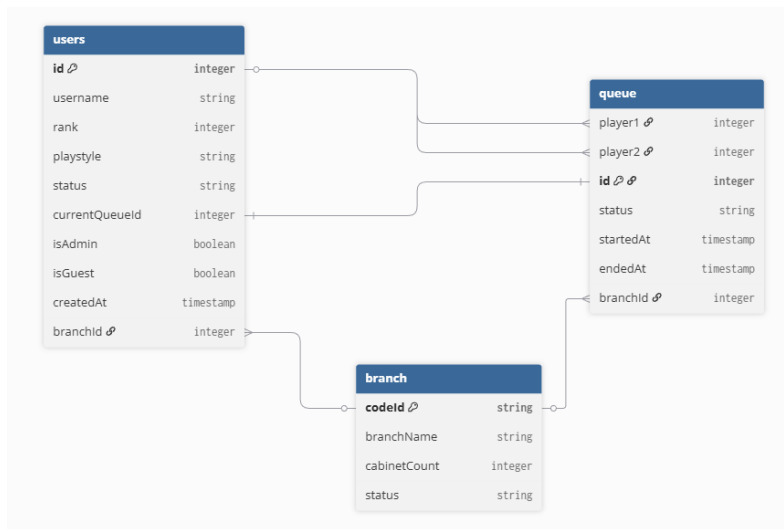 users
id integer
username string
rank integer
playstyle string
status string
currentQueueId integer
isAdmin boolean
isGuest boolean
createdAt timestamp
branchId integer
queue
player1 integer
player2 integer
id integer
status string
startedAt timestamp
endedAt timestamp
branchId integer
branch
codeId string
branchName string
cabinetCount integer
status string